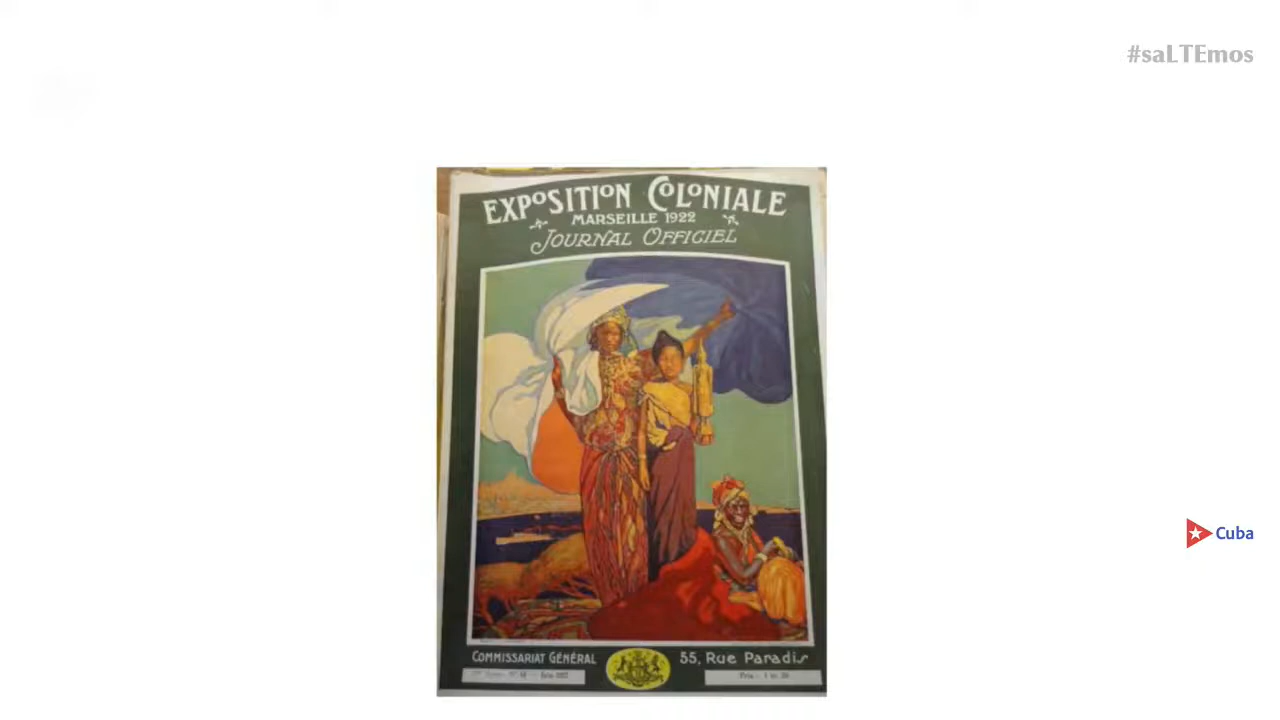 #saLTEmos
EXPOSITION COLONIALE
MARSEILLE 1922
JOURNAL OFFICIEL
Cuba
COMMISSARIAT GÉNÉRAL
55, Rue Paradis